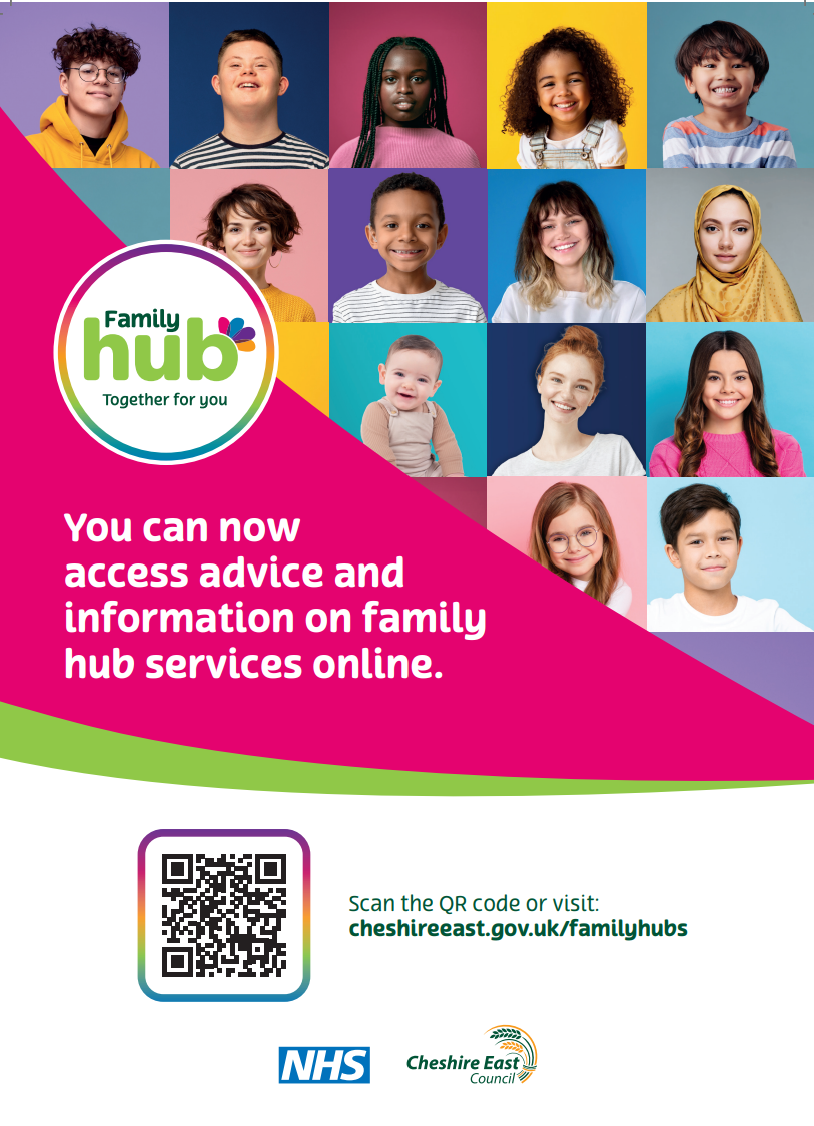 Family
hub
Together for you
You can now
access advice and
information on family
hub services online.
Scan the QR code or visit:
cheshireeast.gov.uk/familyhubs
NHS
Cheshire East
Council